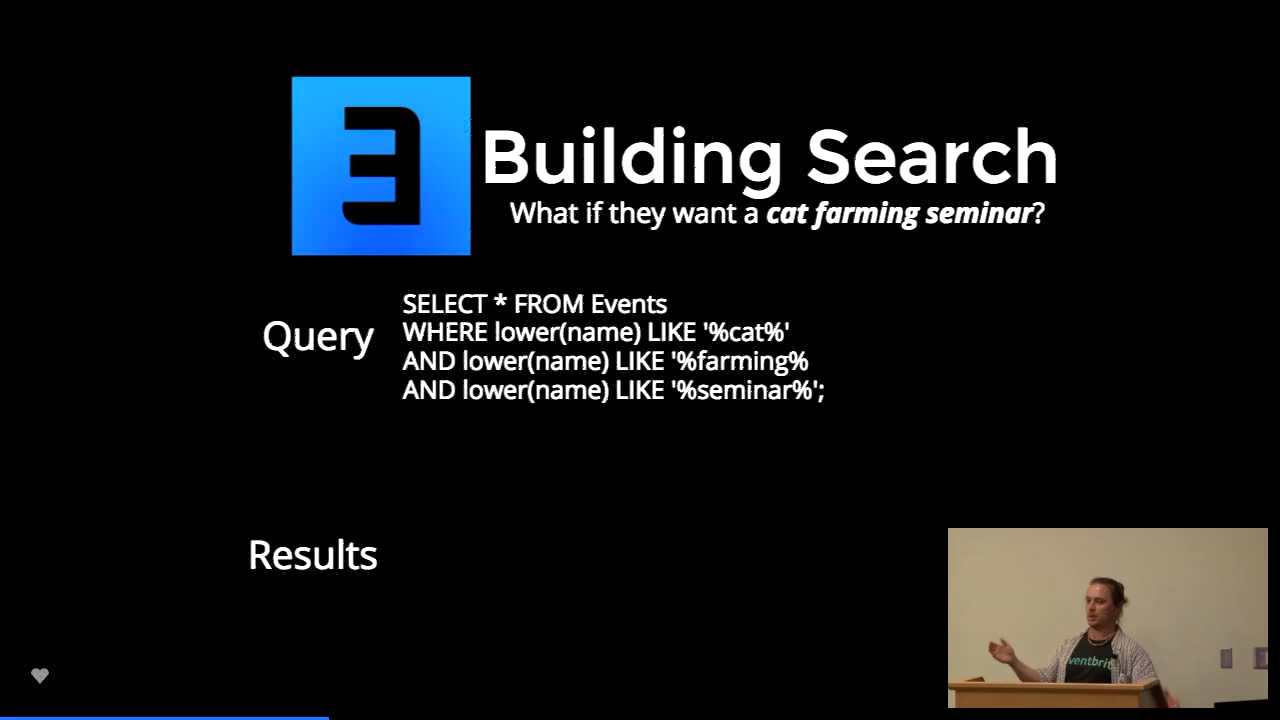 Building Search
What if they want a cat farming seminar?
Query
SELECT * FROM Events
WHERE lower(name) LIKE '%cat%'
AND lower(name) LIKE '%farming%
AND lower(name) LIKE '%seminar%';
Results
ventbrit